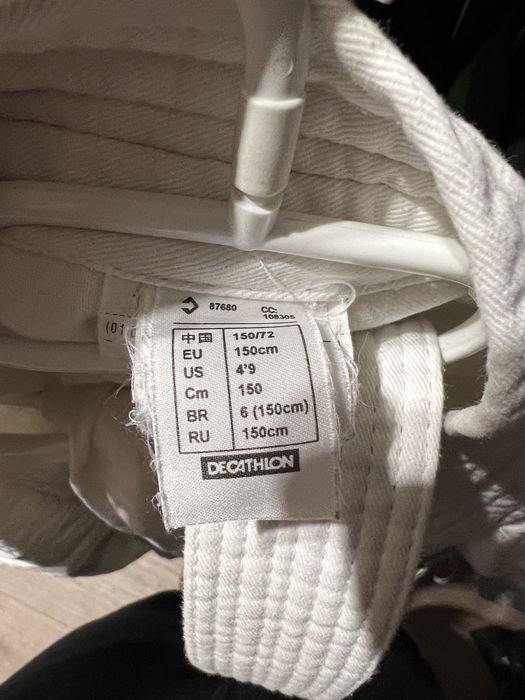 87680 CC: 108305
(01
中国 150/72
EU 150cm
US 4'9
Cm 150
BR 6 (150cm)
RU 150cm
DECATHLON